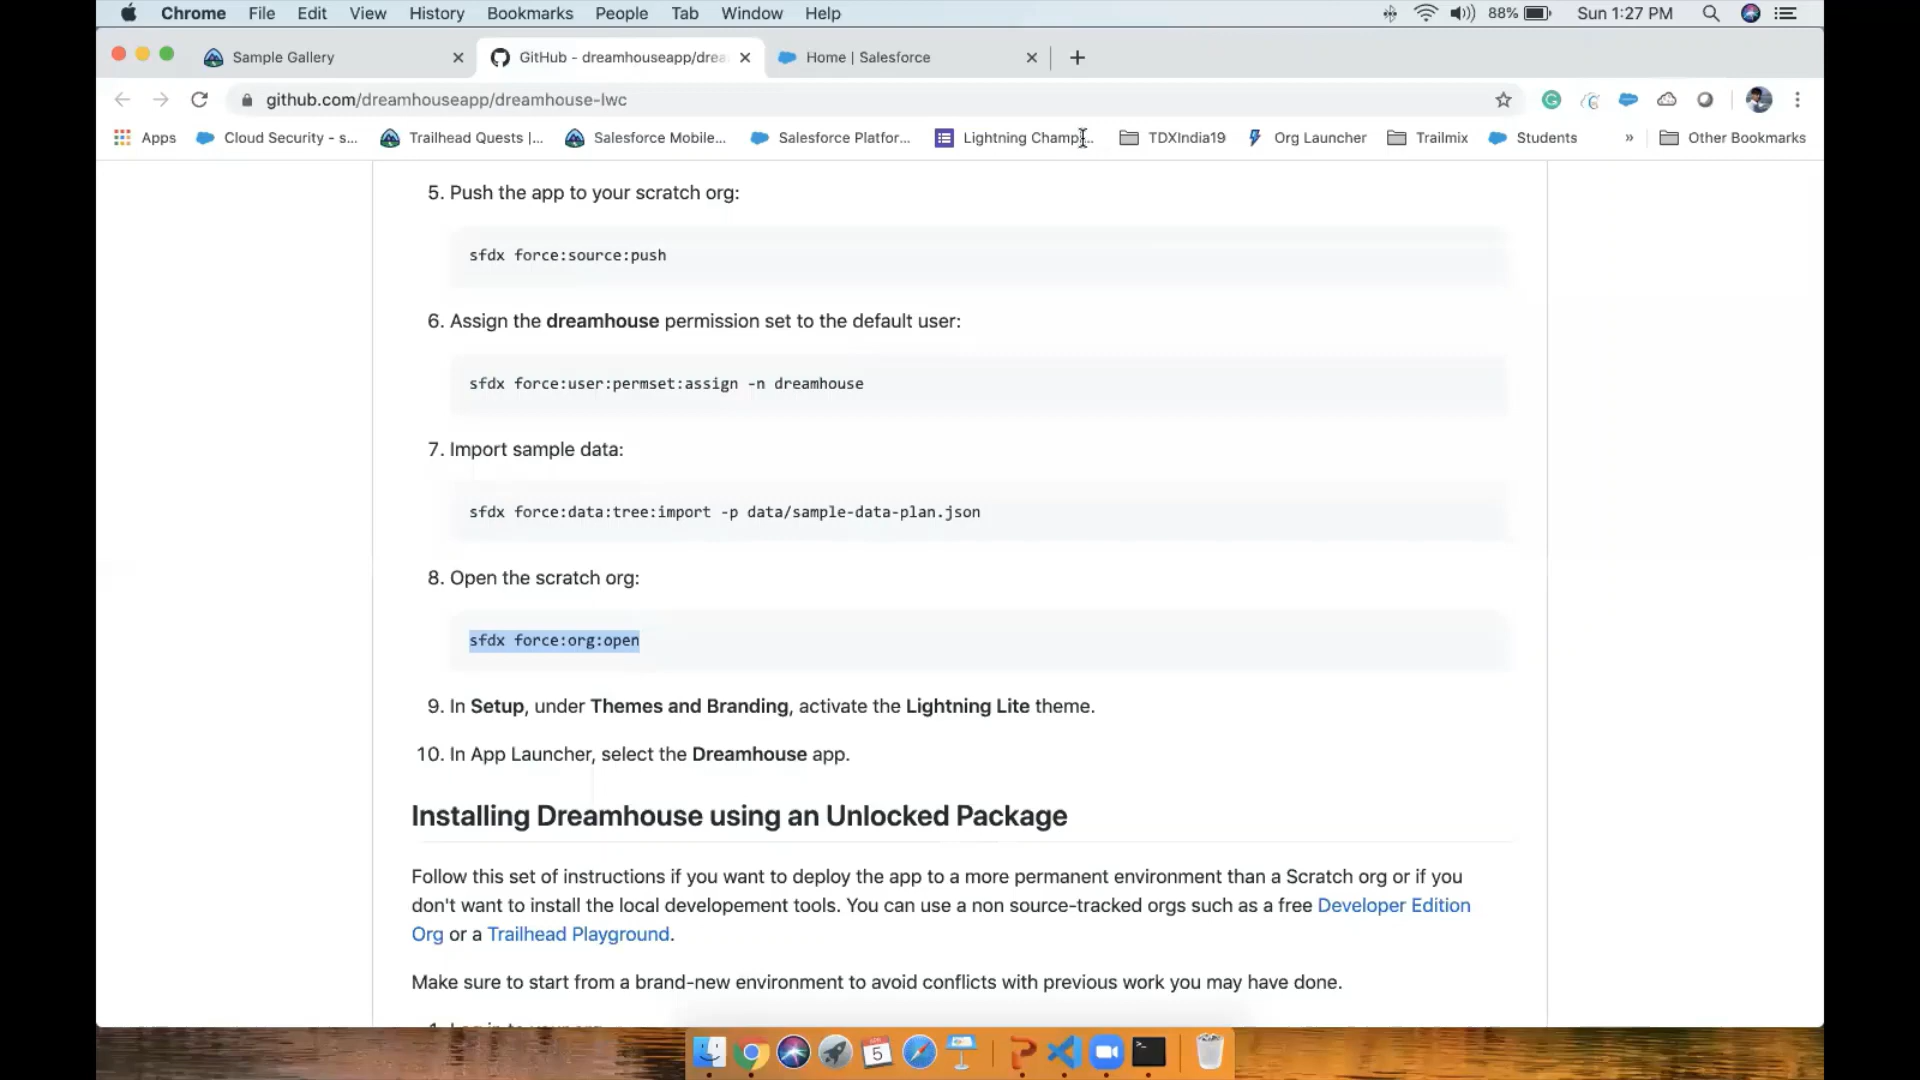 Chrome File Edit View History Bookmarks People Tab Window Help 88% Sun 1:27 PM
Sample Gallery GitHub - dreamhouseapp/drea Home | Salesforce
github.com/dreamhouseapp/dreamhouse-lwc
Apps Cloud Security - s... Trailhead Quests |... Salesforce Mobile... Salesforce Platfor... Lightning Champi... TDXIndia19 Org Launcher Trailmix Students » Other Bookmarks
5. Push the app to your scratch org:
sfdx force:source:push
6. Assign the dreamhouse permission set to the default user:
sfdx force:user:permset:assign -n dreamhouse
7. Import sample data:
sfdx force:data:tree:import -p data/sample-data-plan.json
8. Open the scratch org:
sfdx force:org:open
9. In Setup, under Themes and Branding, activate the Lightning Lite theme.
10. In App Launcher, select the Dreamhouse app.
Installing Dreamhouse using an Unlocked Package
Follow this set of instructions if you want to deploy the app to a more permanent environment than a Scratch org or if you
don't want to install the local developement tools. You can use a non source-tracked orgs such as a free Developer Edition
Org or a Trailhead Playground.
Make sure to start from a brand-new environment to avoid conflicts with previous work you may have done.
5